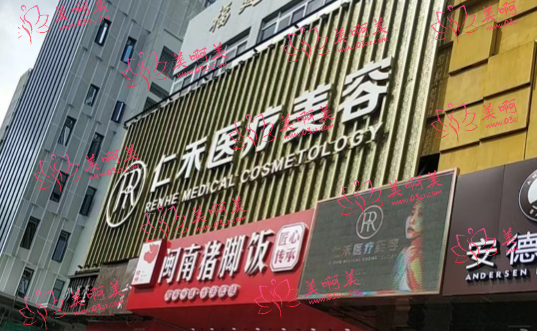 仁禾医疗美容
RENHE MEDICAL COSMETOLOGY
R
闽南猪脚饭
匠心
传承
仁禾医疗美容
安德
ANDERSEN
美啊美